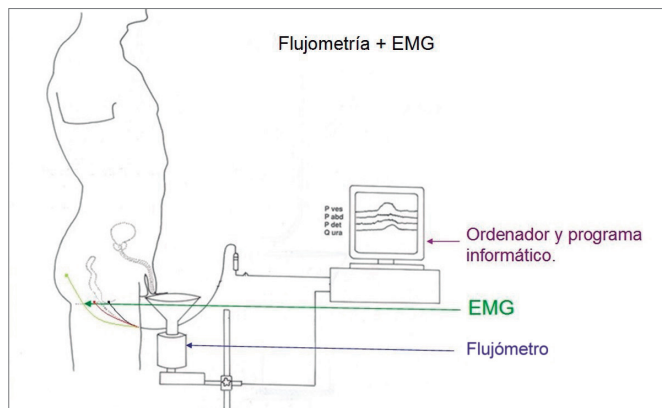 Flujometría + EMG
P ves
P abd
P det
Q ura
Ordenador y programa
informático.
EMG
Flujómetro